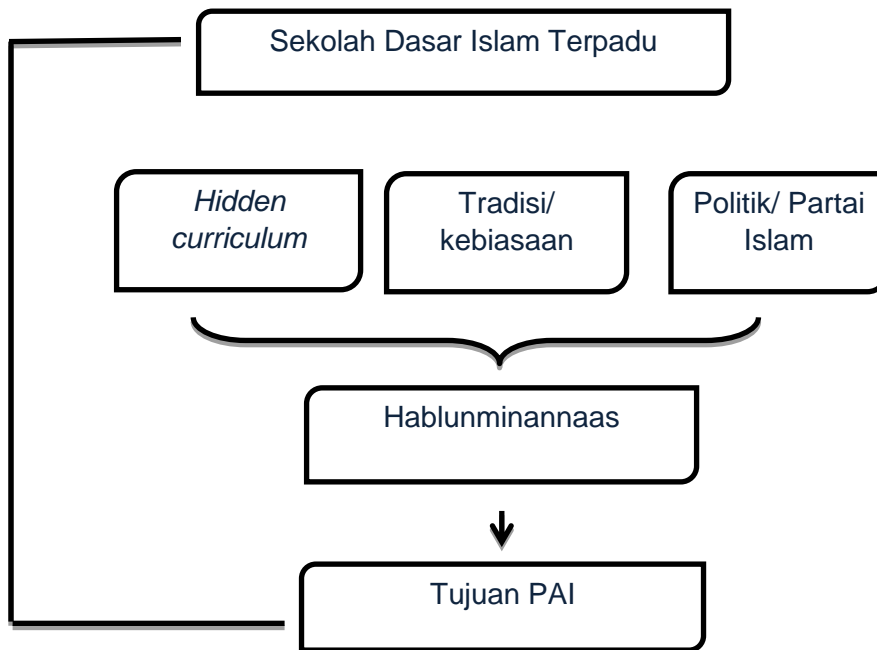 Sekolah Dasar Islam Terpadu
Hidden
curriculum
Tradisi/
kebiasaan
Politik/ Partai
Islam
Hablunminannaas
Tujuan PAI